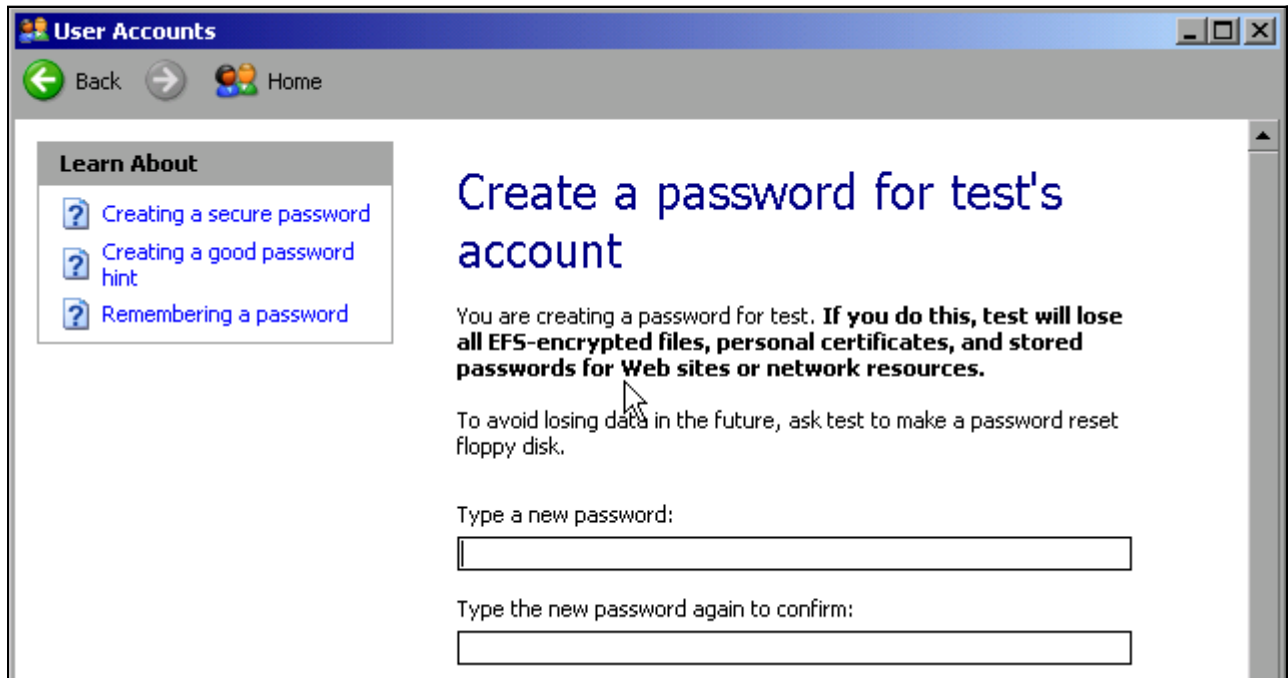 User Accounts
Back
Home
Learn About
Creating a secure password
Creating a good password
hint
Remembering a password
Create a password for test's
account
You are creating a password for test. If you do this, test will lose
all EFS-encrypted files, personal certificates, and stored
passwords for Web sites or network resources.
To avoid losing data in the future, ask test to make a password reset
floppy disk.
Type a new password:
Type the new password again to confirm: